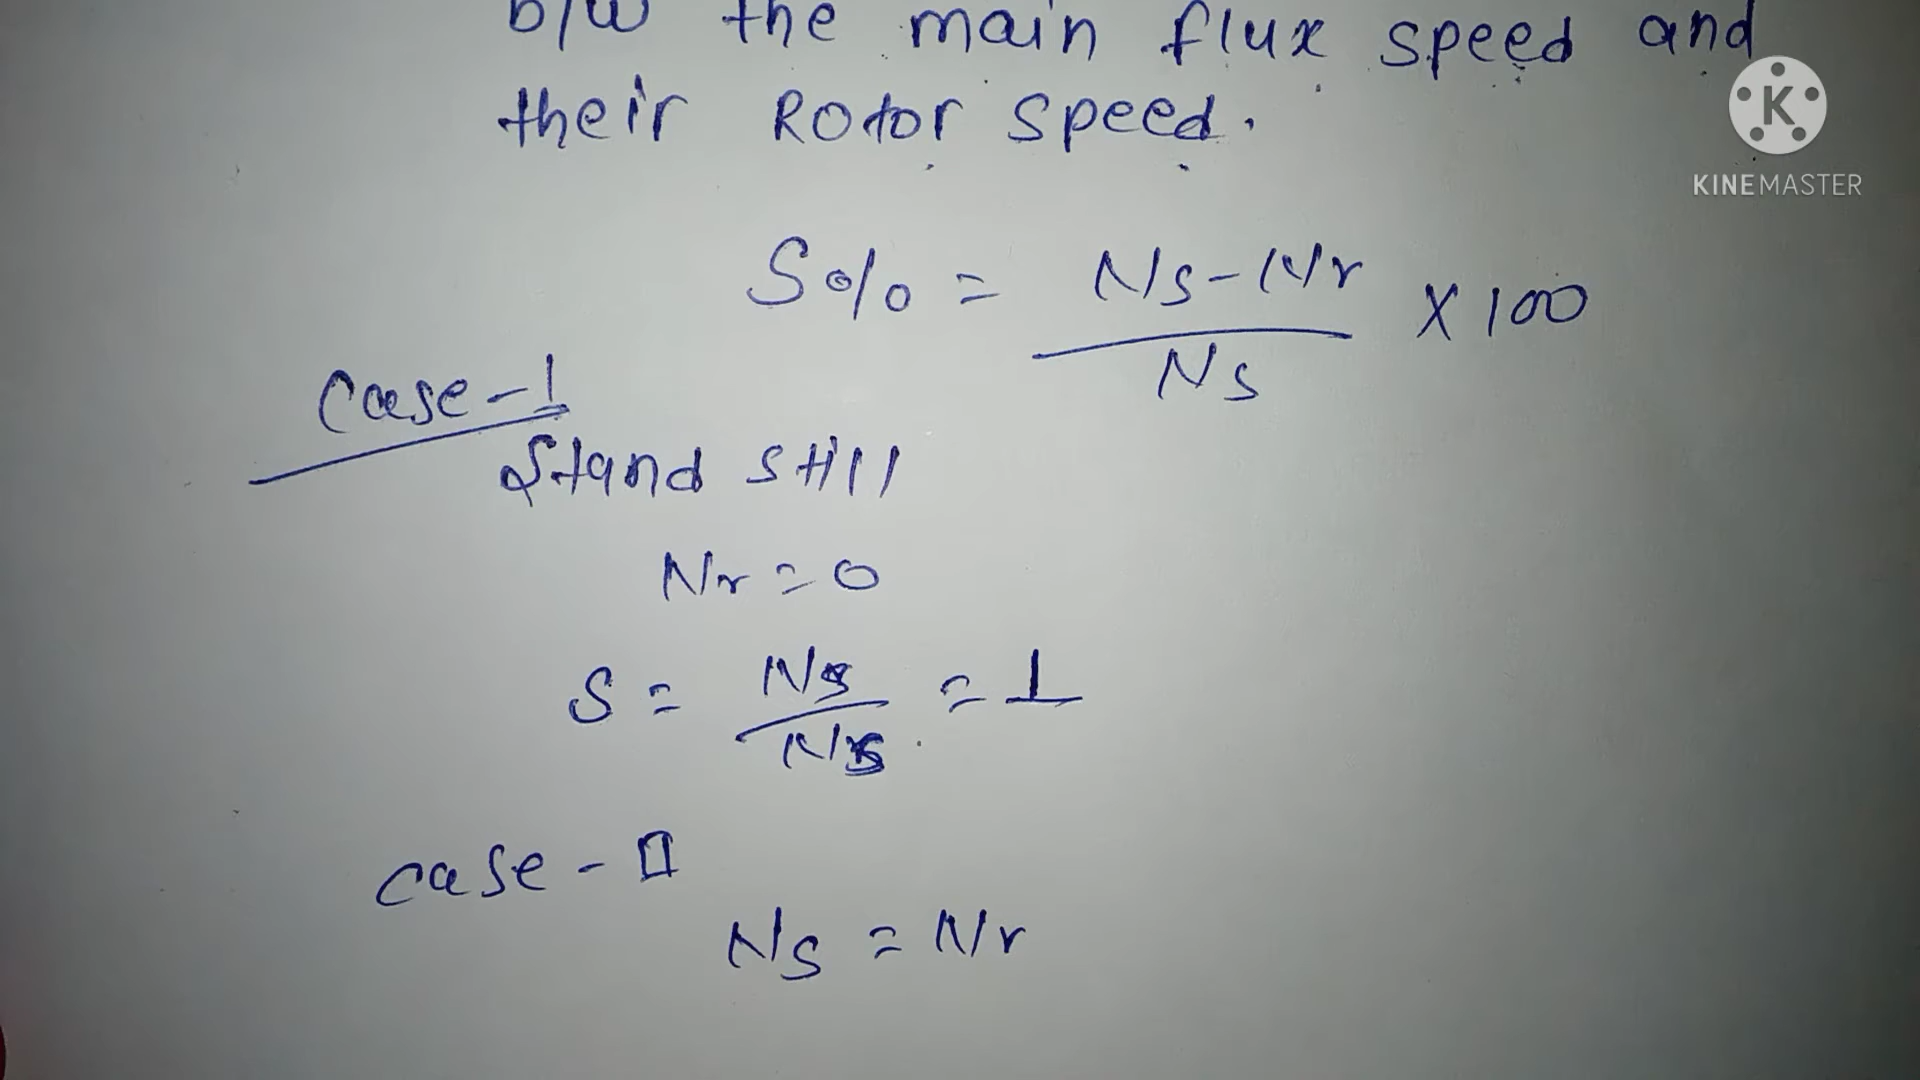 b/w the main flux speed and
their Rotor speed.
K
KINEMASTER
S% = Ns-Nr / Ns X 100
Case-1
Stand still
Nr = 0
S = Ns / Ns = 1
case - II
Ns = Nr